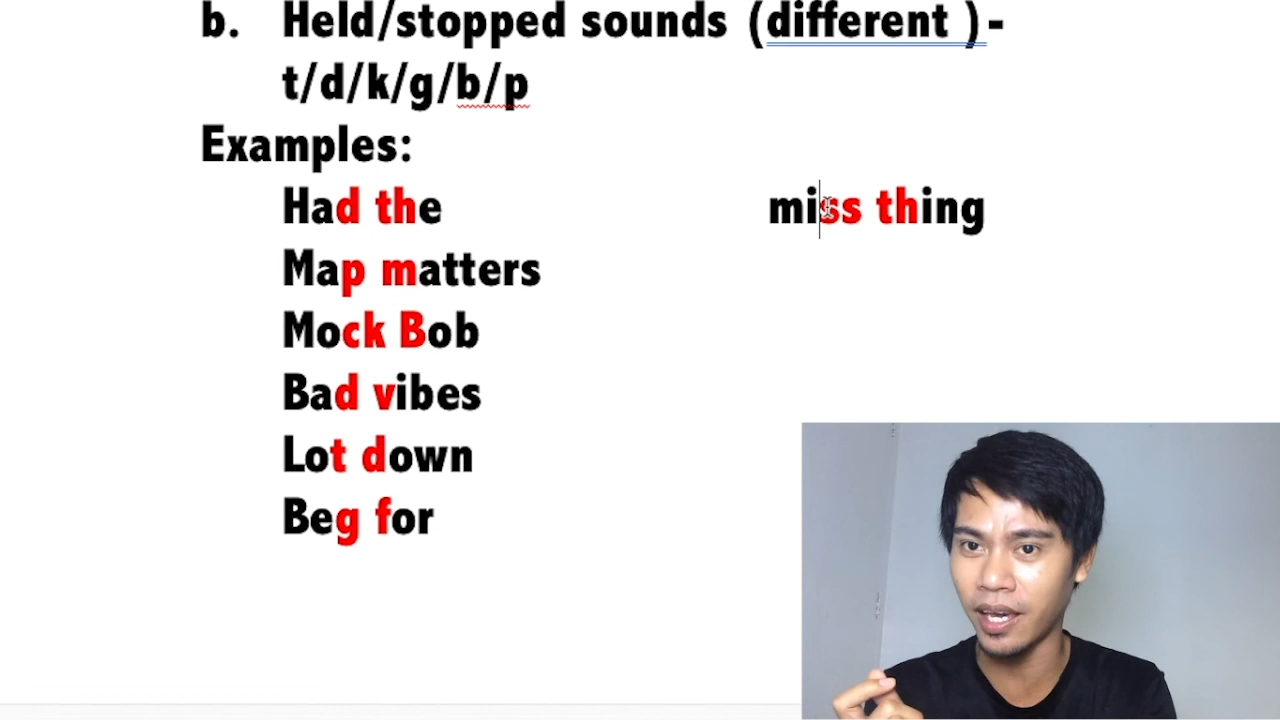 b. Held/stopped sounds (different )-
t/d/k/g/b/p
Examples:
Had the
miss thing
Map matters
Mock Bob
Bad vibes
Lot down
Beg for